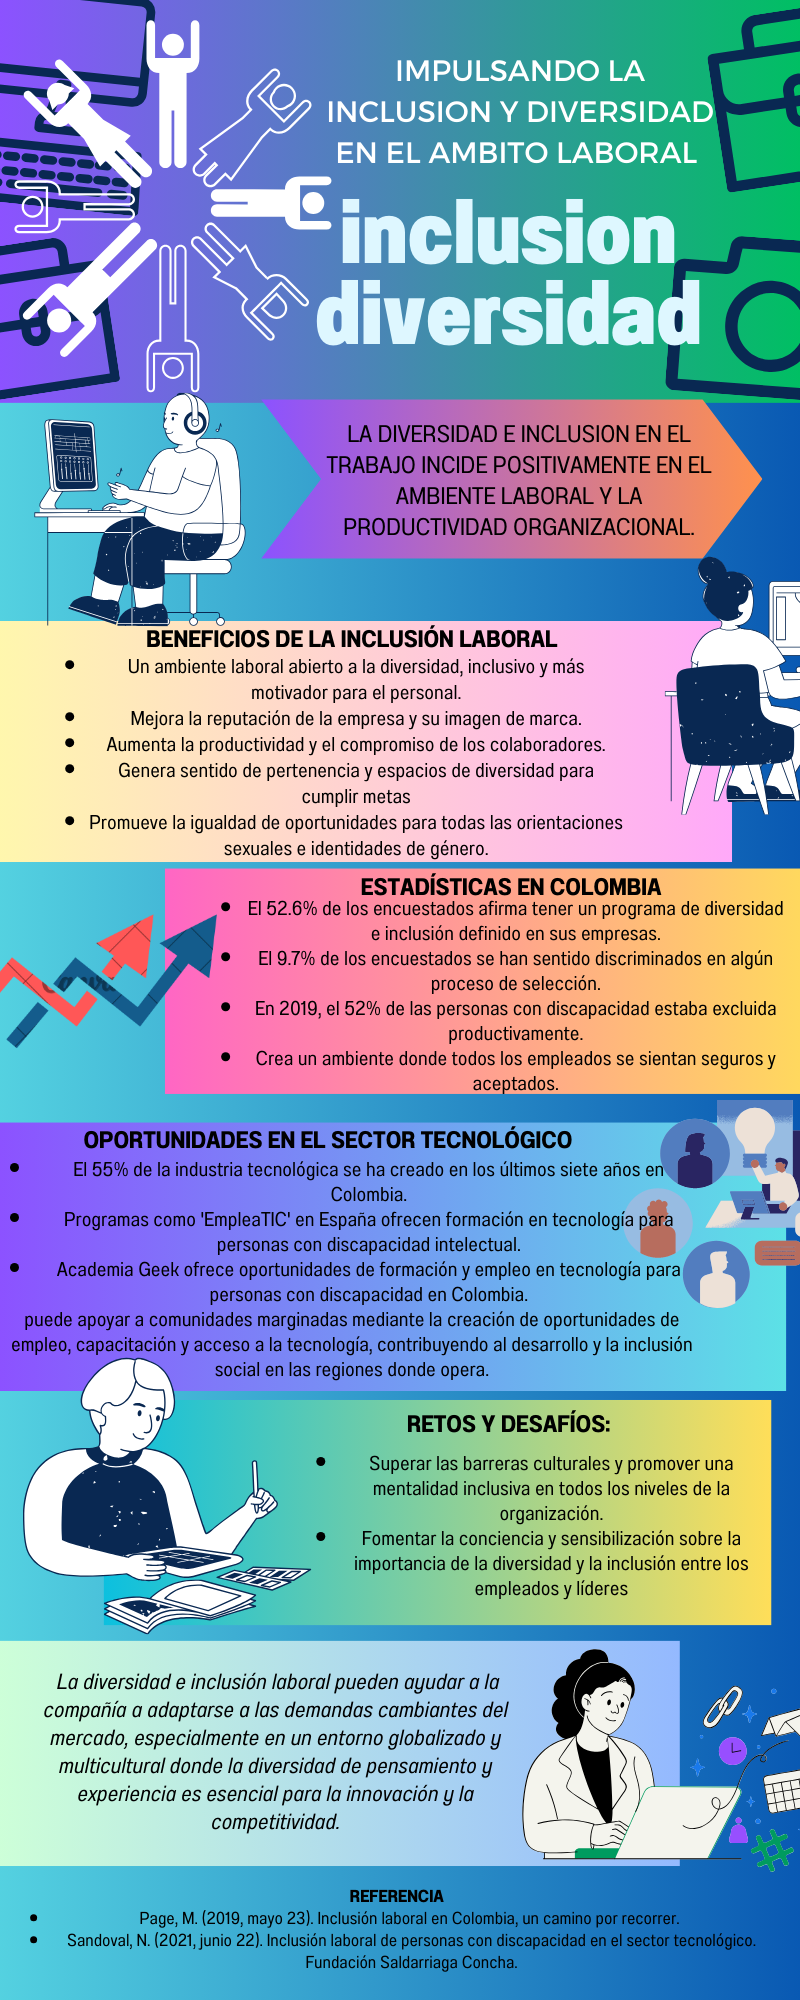 IMPULSANDO LA
INCLUSION Y DIVERSIDAD
EN EL AMBITO LABORAL
inclusion
diversidad
LA DIVERSIDAD E INCLUSION EN EL
TRABAJO INCIDE POSITIVAMENTE EN EL
AMBIENTE LABORAL Y LA
PRODUCTIVIDAD ORGANIZACIONAL.
BENEFICIOS DE LA INCLUSIÓN LABORAL
• Un ambiente laboral abierto a la diversidad, inclusivo y más
motivador para el personal.
• Mejora la reputación de la empresa y su imagen de marca.
• Aumenta la productividad y el compromiso de los colaboradores.
• Genera sentido de pertenencia y espacios de diversidad para
cumplir metas
• Promueve la igualdad de oportunidades para todas las orientaciones
sexuales e identidades de género.
ESTADÍSTICAS EN COLOMBIA
• El 52.6% de los encuestados afirma tener un programa de diversidad
e inclusión definido en sus empresas.
• El 9.7% de los encuestados se han sentido discriminados en algún
proceso de selección.
• En 2019, el 52% de las personas con discapacidad estaba excluida
productivamente.
• Crea un ambiente donde todos los empleados se sientan seguros y
aceptados.
OPORTUNIDADES EN EL SECTOR TECNOLÓGICO
• El 55% de la industria tecnológica se ha creado en los últimos siete años en
Colombia.
• Programas como 'EmpleaTIC' en España ofrecen formación en tecnología para
personas con discapacidad intelectual.
• Academia Geek ofrece oportunidades de formación y empleo en tecnología para
personas con discapacidad en Colombia.
puede apoyar a comunidades marginadas mediante la creación de oportunidades de
empleo, capacitación y acceso a la tecnología, contribuyendo al desarrollo y la inclusión
social en las regiones donde opera.
RETOS Y DESAFÍOS:
• Superar las barreras culturales y promover una
mentalidad inclusiva en todos los niveles de la
organización.
• Fomentar la conciencia y sensibilización sobre la
importancia de la diversidad y la inclusión entre los
empleados y líderes
La diversidad e inclusión laboral pueden ayudar a la
compañía a adaptarse a las demandas cambiantes del
mercado, especialmente en un entorno globalizado y
multicultural donde la diversidad de pensamiento y
experiencia es esencial para la innovación y la
competitividad.
REFERENCIA
• Page, M. (2019, mayo 23). Inclusión laboral en Colombia, un camino por recorrer.
• Sandoval, N. (2021, junio 22). Inclusión laboral de personas con discapacidad en el sector tecnológico.
Fundación Saldarriaga Concha.